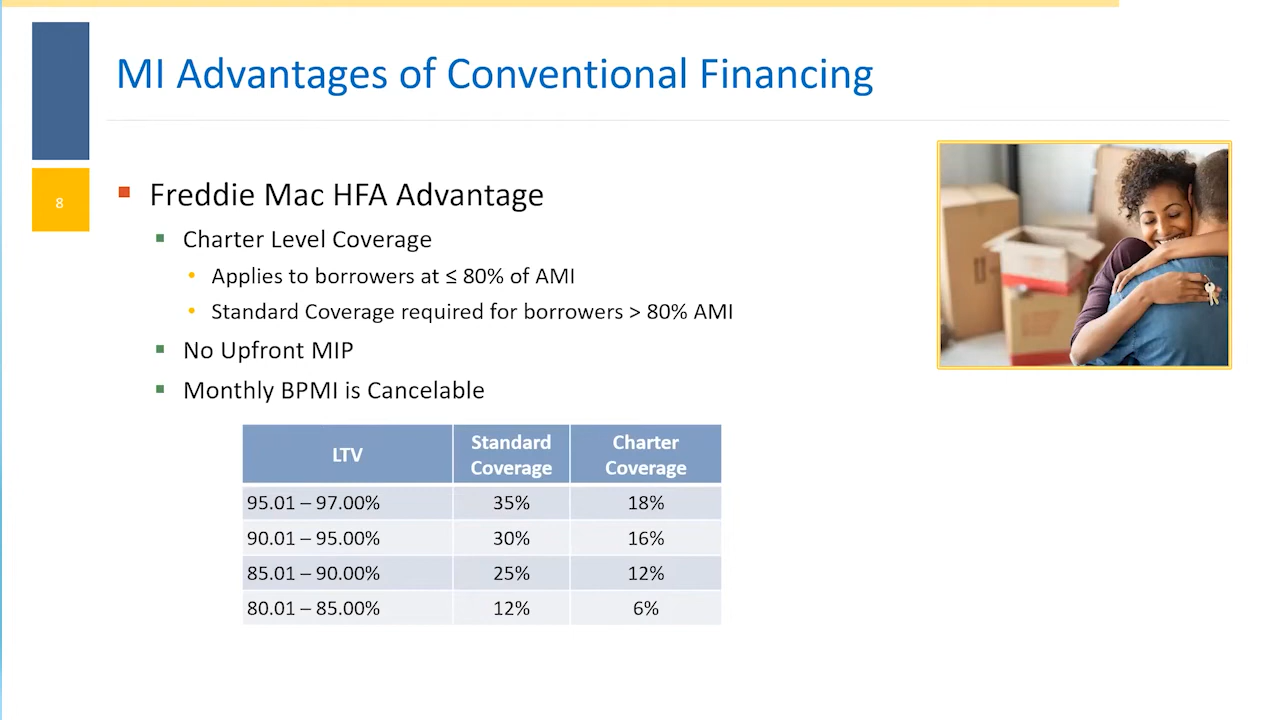 MI Advantages of Conventional Financing
8
Freddie Mac HFA Advantage
Charter Level Coverage
Applies to borrowers at ≤ 80% of AMI
Standard Coverage required for borrowers > 80% AMI
No Upfront MIP
Monthly BPMI is Cancelable
LTV Standard Coverage Charter Coverage
95.01 – 97.00% 35% 18%
90.01 – 95.00% 30% 16%
85.01 – 90.00% 25% 12%
80.01 – 85.00% 12% 6%